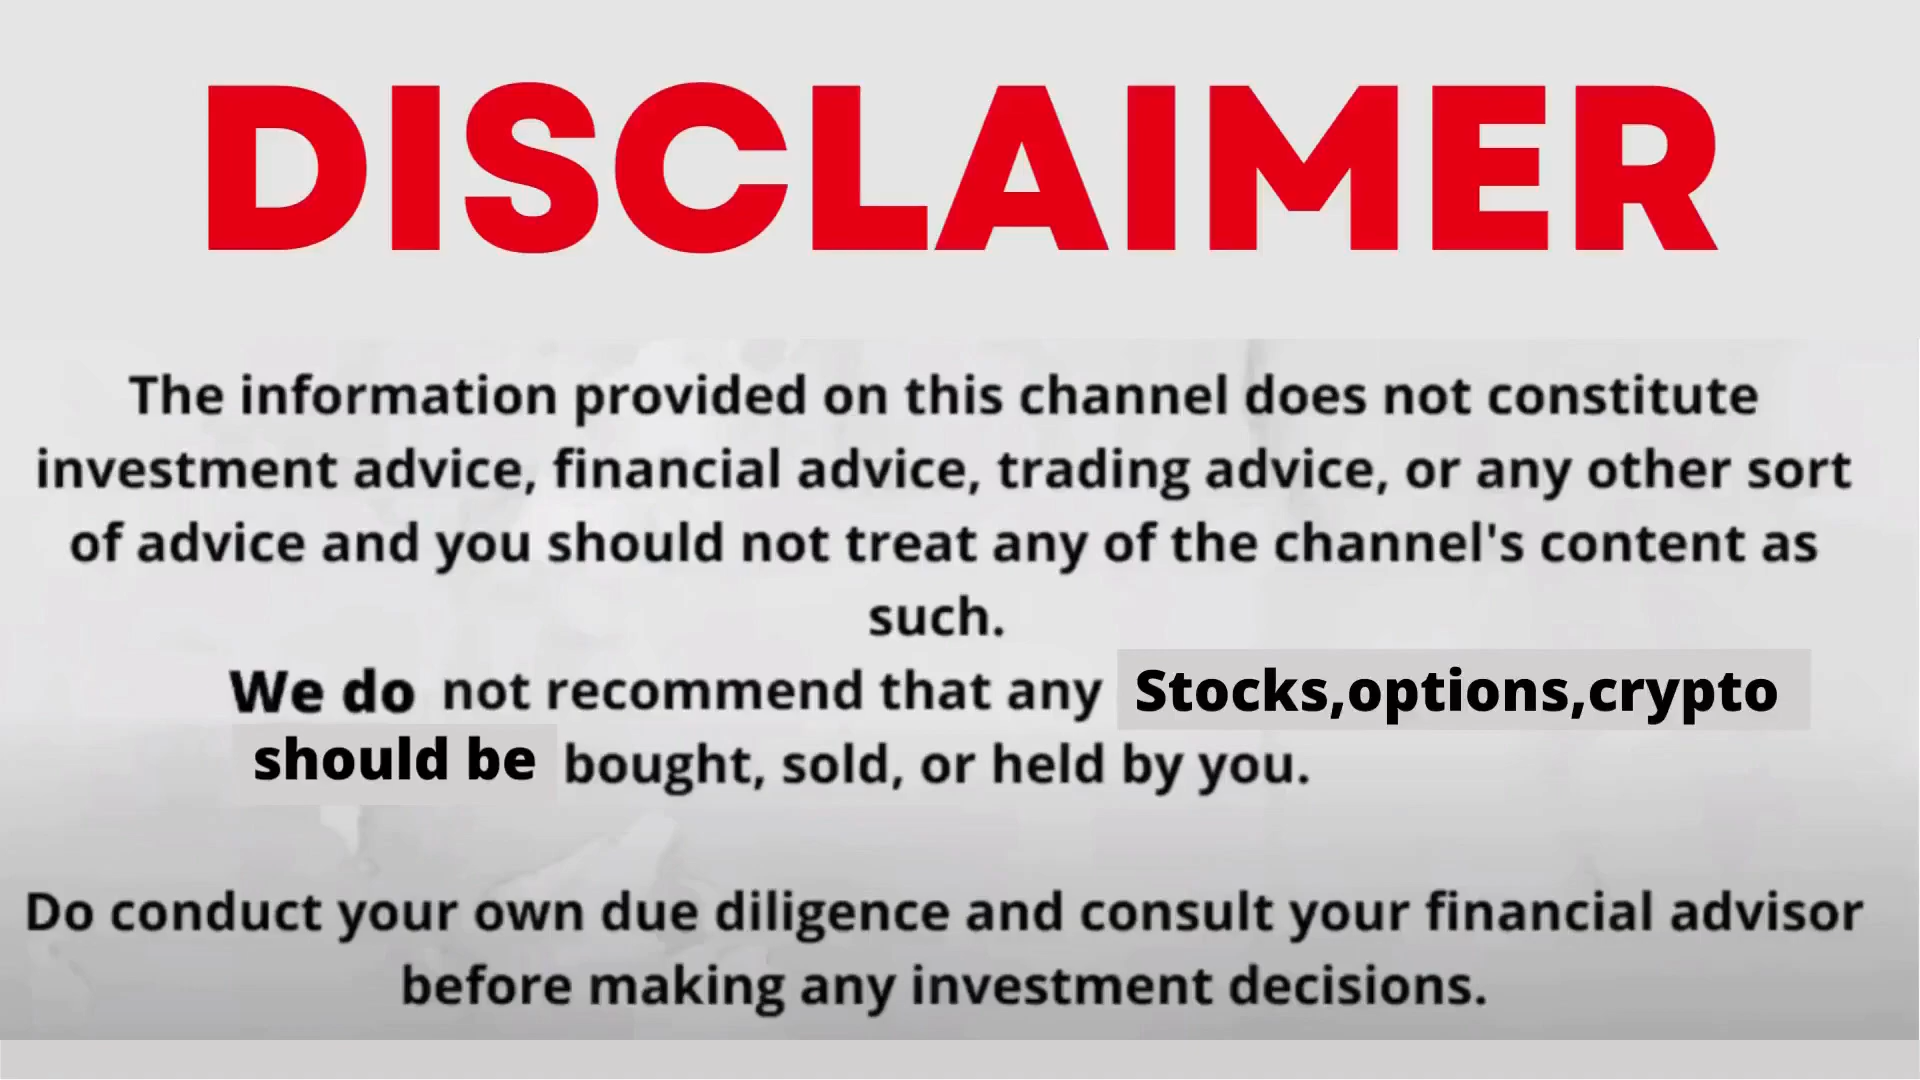 DISCLAIMER
The information provided on this channel does not constitute
investment advice, financial advice, trading advice, or any other sort
of advice and you should not treat any of the channel's content as
such.
We do not recommend that any Stocks,options,crypto
should be bought, sold, or held by you.
Do conduct your own due diligence and consult your financial advisor
before making any investment decisions.